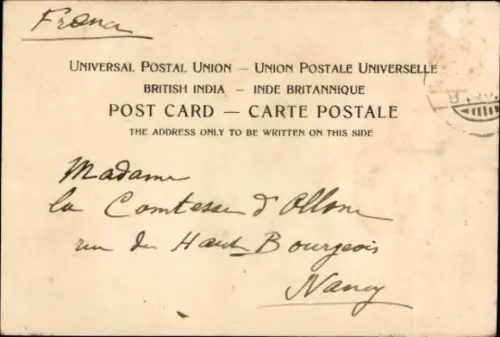 France
UNIVERSAL POSTAL UNION — UNION POSTALE UNIVERSELLE
BRITISH INDIA – INDE BRITANNIQUE
POST CARD — CARTE POSTALE
THE ADDRESS ONLY TO BE WRITTEN ON THIS SIDE
Madame
la Comtesse d'Ollone
rue des Haut Bourgeois
Nancy